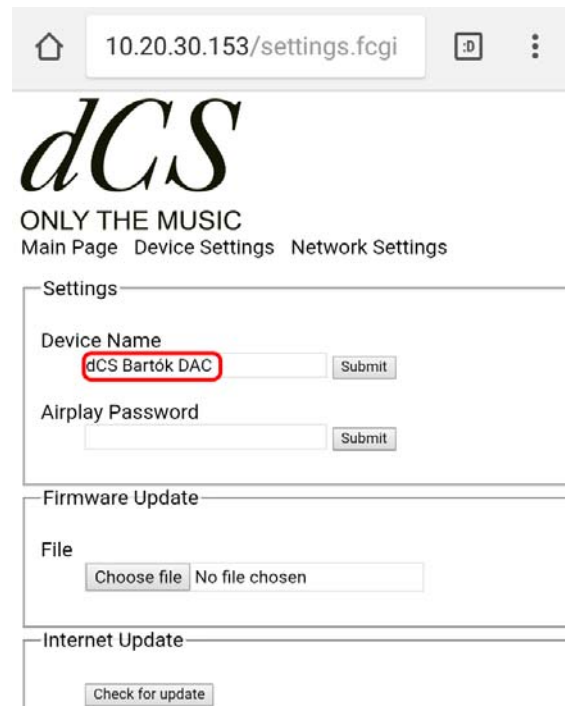 10.20.30.153/settings.fcgi :D
dCS
ONLY THE MUSIC
Main Page Device Settings Network Settings
Settings
Device Name
dCS Bartók DAC Submit
Airplay Password
Submit
Firmware Update
File
Choose file No file chosen
Internet Update
Check for update